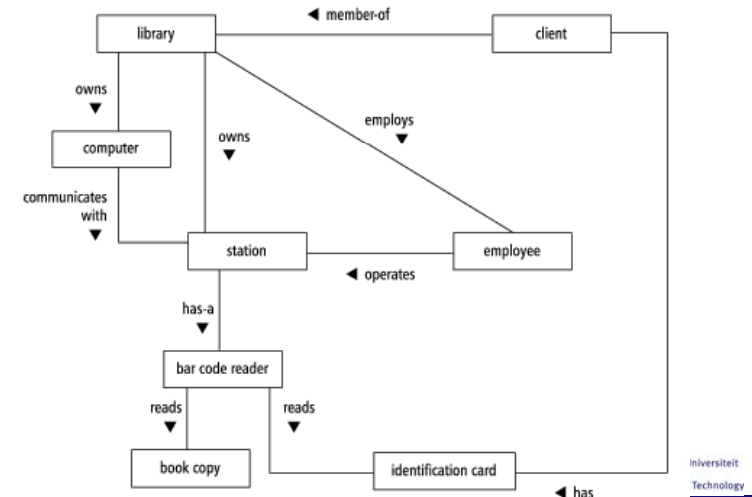 member-of
library
client
owns
employs
owns
computer
communicates
with
station
employee
operates
has-a
bar code reader
reads
reads
book copy
identification card
has
Universiteit
Technology